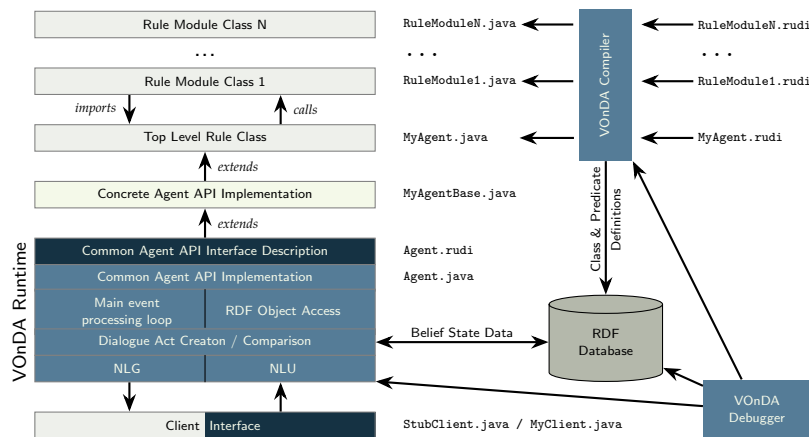 Rule Module Class N
RuleModuleN.java
RuleModuleN.rudi
...
...
...
Rule Module Class 1
RuleModule1.java
RuleModule1.rudi
VOnDA Compiler
imports
calls
Top Level Rule Class
MyAgent.java
MyAgent.rudi
extends
Concrete Agent API Implementation
MyAgentBase.java
Class & Predicate
Definitions
extends
VOnDA Runtime
Common Agent API Interface Description
Agent.rudi
Common Agent API Implementation
Agent.java
Main event
processing loop
RDF Object Access
Dialogue Act Creaton / Comparison
Belief State Data
RDF
Database
NLG
NLU
VOnDA
Debugger
Client Interface
StubClient.java / MyClient.java